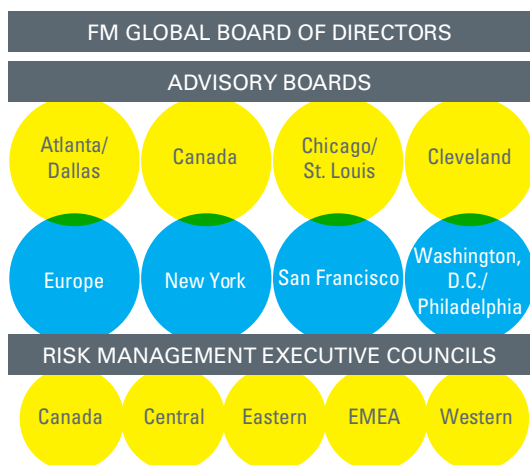 FM GLOBAL BOARD OF DIRECTORS
ADVISORY BOARDS
Atlanta/
Dallas
Canada
Chicago/
St. Louis
Cleveland
Europe
New York
San Francisco
Washington,
D.C./
Philadelphia
RISK MANAGEMENT EXECUTIVE COUNCILS
Canada
Central
Eastern
EMEA
Western